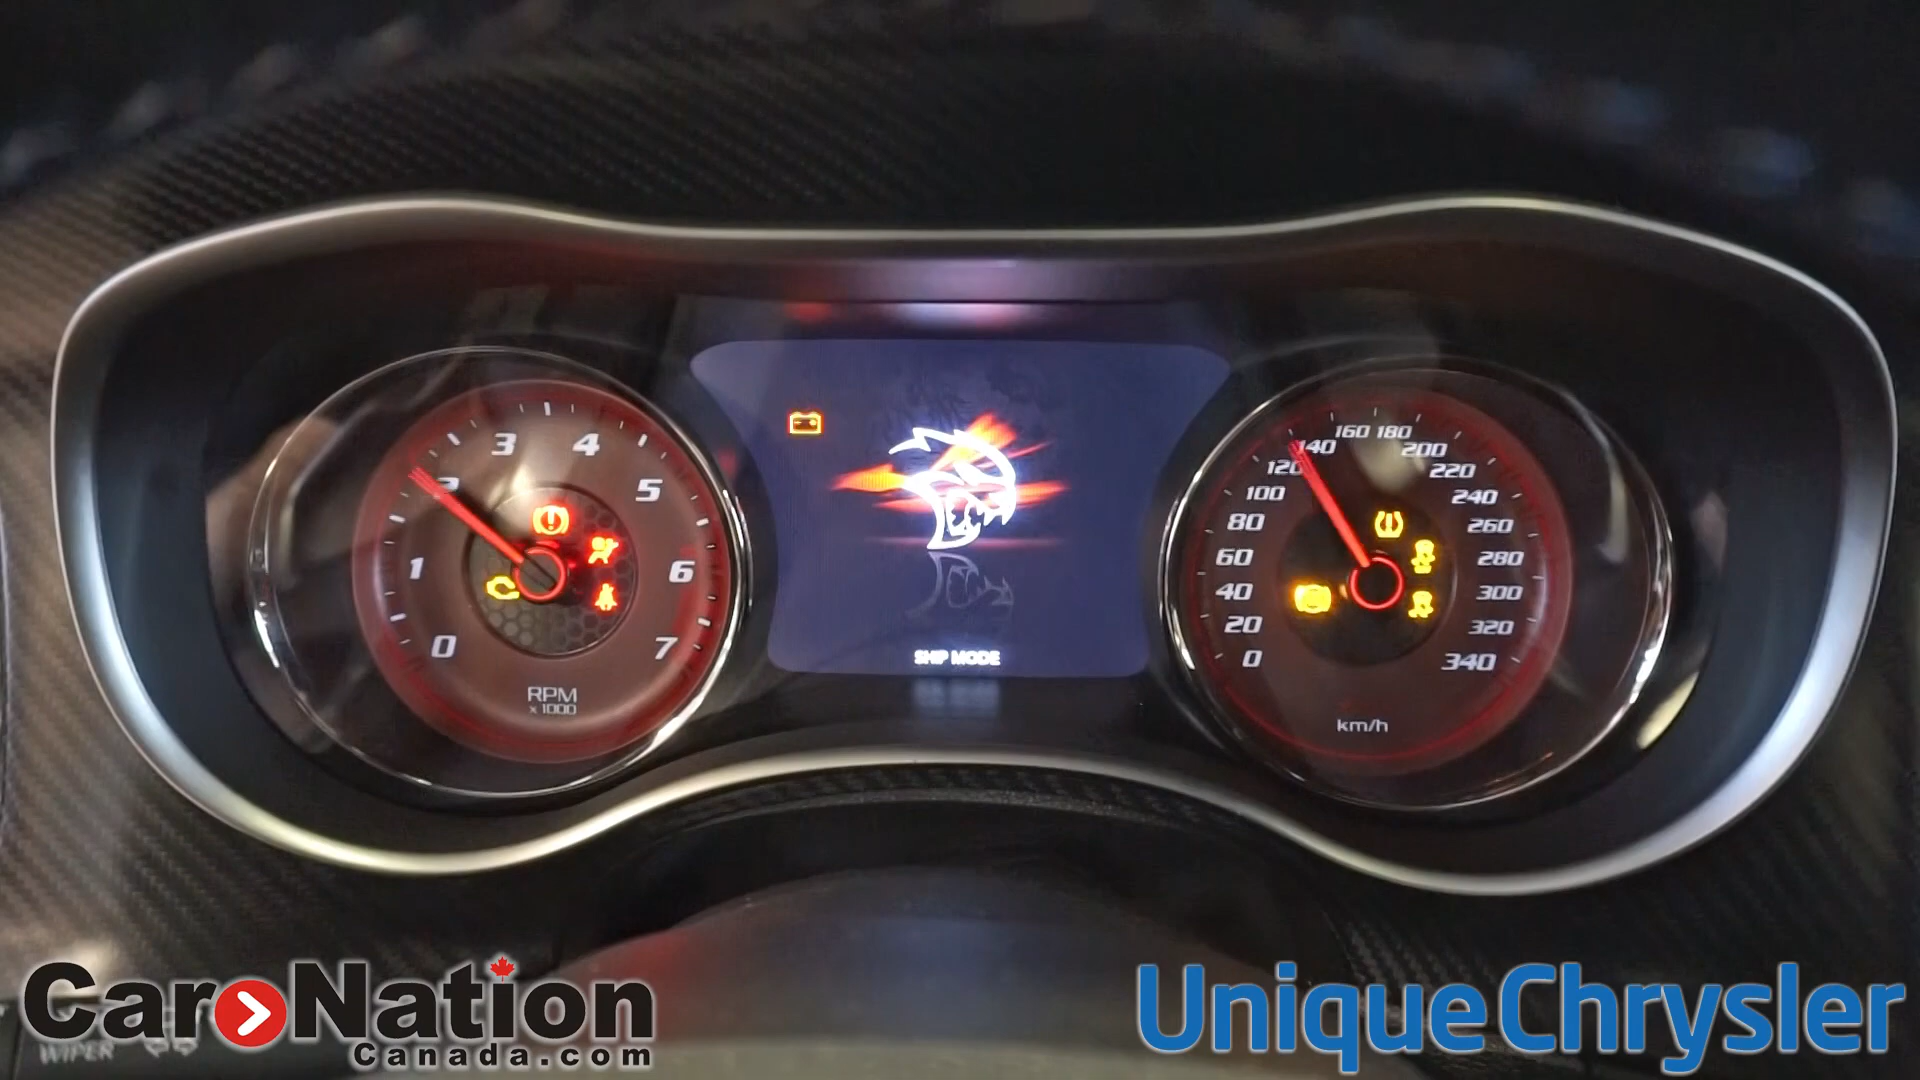 3 4
2 5
1 6
0 7
RPM
x 1000
SHIP MODE
160 180
140 200
120 220
100 240
80 260
60 280
40 300
20 320
0 340
km/h
CarNation
Canada.com
WIPER
UniqueChrysler